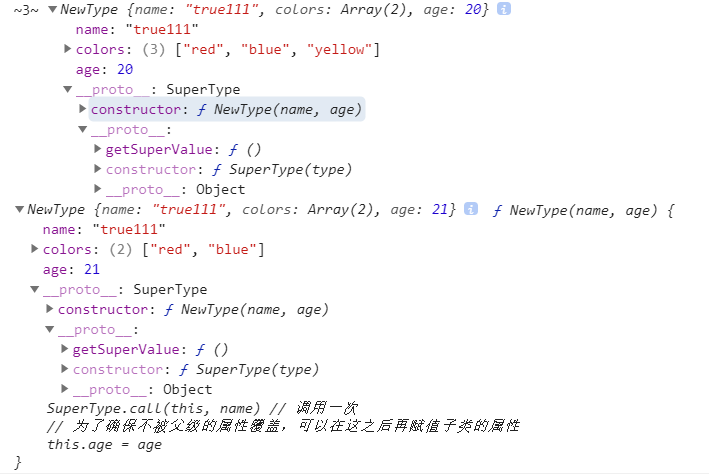 ~3~ ▼NewType {name: "true111", colors: Array(2), age: 20} i
name: "true111"
▶colors: (3) ["red", "blue", "yellow"]
age: 20
▼__proto__: SuperType
▶constructor: ƒ NewType(name, age)
▼__proto__:
▶getSuperValue: ƒ ()
▶constructor: ƒ SuperType(type)
▶__proto__: Object
▼NewType {name: "true111", colors: Array(2), age: 21} i ƒ NewType(name, age) {
name: "true111"
▶colors: (2) ["red", "blue"]
age: 21
▼__proto__: SuperType
▶constructor: ƒ NewType(name, age)
▼__proto__:
▶getSuperValue: ƒ ()
▶constructor: ƒ SuperType(type)
▶__proto__: Object
SuperType.call(this, name) // 调用一次
// 为了确保不被父级的属性覆盖，可以在这之后再赋值子类的属性
this.age = age
}